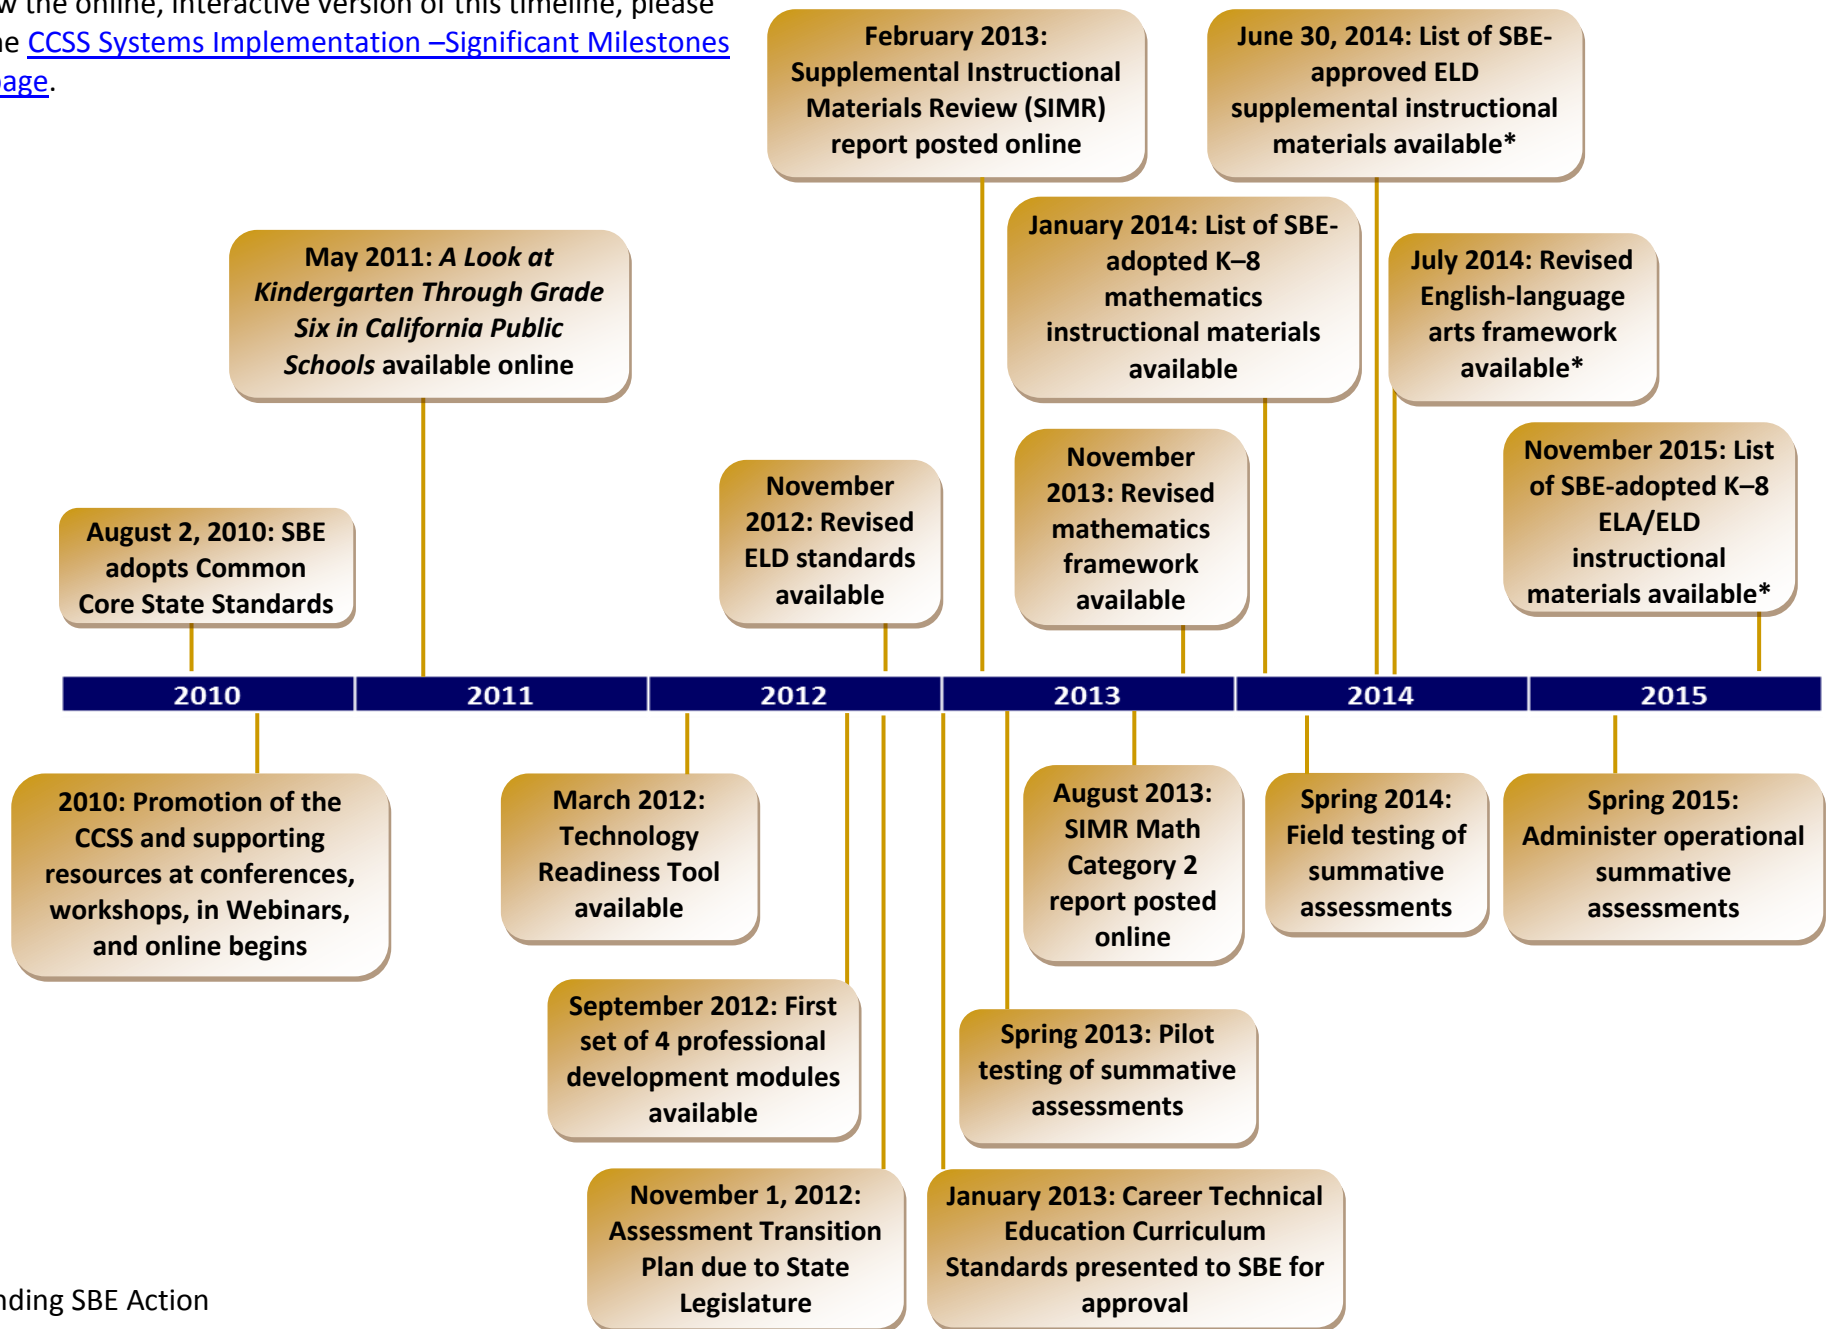 w the online, interactive version of this timeline, please
ne CCSS Systems Implementation –Significant Milestones
page.
February 2013:
Supplemental Instructional
Materials Review (SIMR)
report posted online
June 30, 2014: List of SBE-
approved ELD
supplemental instructional
materials available*
May 2011: A Look at
Kindergarten Through Grade
Six in California Public
Schools available online
January 2014: List of SBE-
adopted K–8
mathematics
instructional materials
available
July 2014: Revised
English-language
arts framework
available*
August 2, 2010: SBE
adopts Common
Core State Standards
November
2012: Revised
ELD standards
available
November
2013: Revised
mathematics
framework
available
November 2015: List
of SBE-adopted K–8
ELA/ELD
instructional
materials available*
2010 2011 2012 2013 2014 2015
2010: Promotion of the
CCSS and supporting
resources at conferences,
workshops, in Webinars,
and online begins
March 2012:
Technology
Readiness Tool
available
August 2013:
SIMR Math
Category 2
report posted
online
Spring 2014:
Field testing of
summative
assessments
Spring 2015:
Administer operational
summative
assessments
September 2012: First
set of 4 professional
development modules
available
Spring 2013: Pilot
testing of summative
assessments
November 1, 2012:
Assessment Transition
Plan due to State
Legislature
January 2013: Career Technical
Education Curriculum
Standards presented to SBE for
approval
nding SBE Action